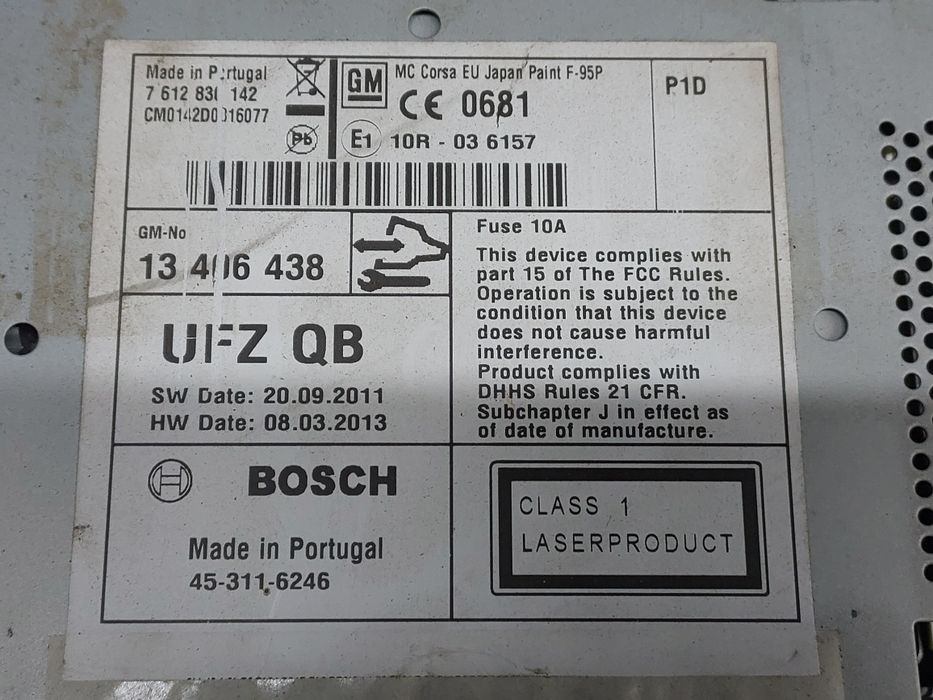 Made in Portugal
7 612 830 142
CM0142D0316077
Pb
GM
MC Corsa EU Japan Paint F-95P
CE 0681
E1 10R - 03 6157
P1D
GM-No
13 406 438
UFZ QB
SW Date: 20.09.2011
HW Date: 08.03.2013
Fuse 10A
This device complies with
part 15 of The FCC Rules.
Operation is subject to the
condition that this device
does not cause harmful
interference.
Product complies with
DHHS Rules 21 CFR.
Subchapter J in effect as
of date of manufacture.
BOSCH
Made in Portugal
45-311-6246
CLASS 1
LASERPRODUCT